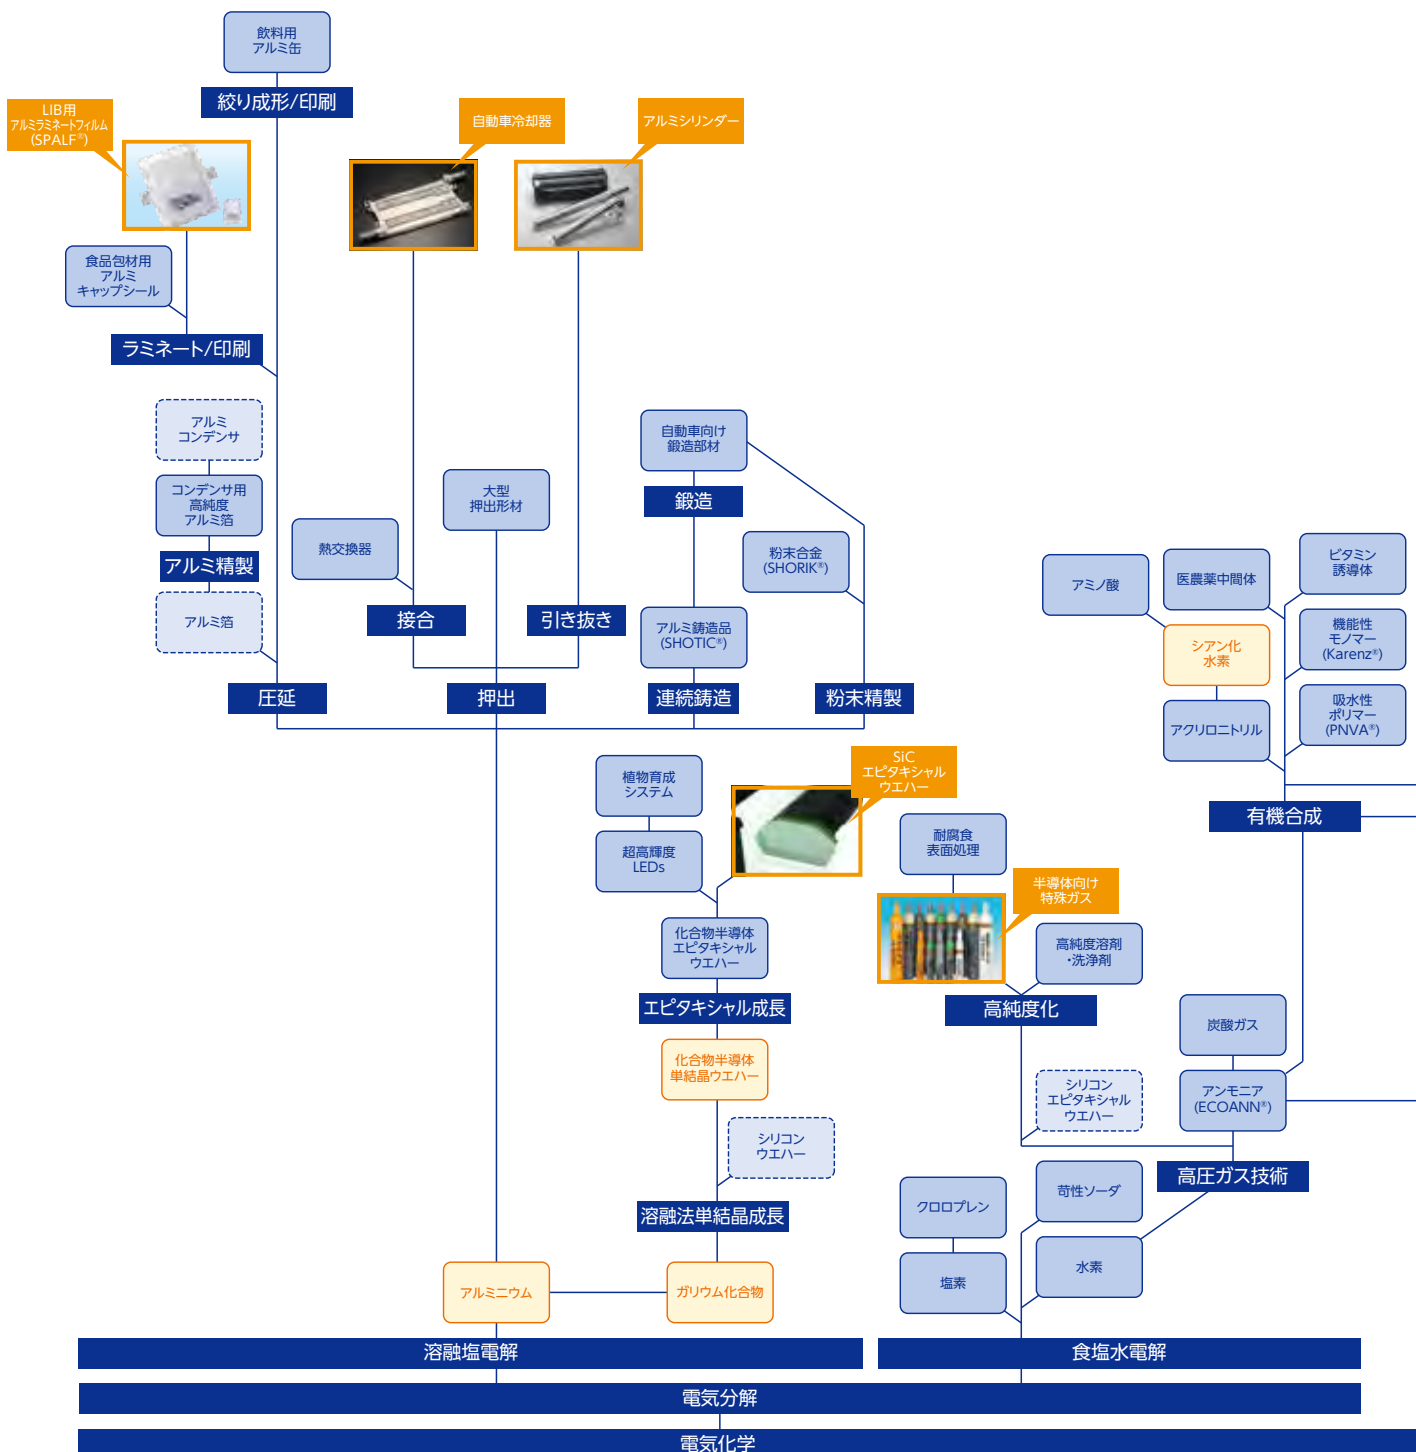 飲料用
アルミ缶
絞り成形/印刷
LIB用
アルミラミネートフィルム
(SPALF®)
自動車冷却器
アルミシリンダー
食品包材用
アルミ
キャップシール
ラミネート/印刷
アルミ
コンデンサ
コンデンサ用
高純度
アルミ箔
アルミ精製
アルミ箔
熱交換器
大型
押出形材
自動車向け
鍛造部材
鍛造
粉末合金
(SHORIK®)
接合
引き抜き
アルミ鋳造品
(SHOTIC®)
圧延
押出
連続鋳造
粉末精製
アミノ酸
医農薬中間体
ビタミン
誘導体
シアン化
水素
機能性
モノマー
(Karenz®)
アクリロニトリル
吸水性
ポリマー
(PNVA®)
有機合成
植物育成
システム
超高輝度
LEDs
SiC
エピタキシャル
ウエハー
耐腐食
表面処理
半導体向け
特殊ガス
化合物半導体
エピタキシャル
ウエハー
高純度溶剤
・洗浄剤
エピタキシャル成長
高純度化
炭酸ガス
化合物半導体
単結晶ウエハー
シリコン
エピタキシャル
ウエハー
アンモニア
(ECOANN®)
シリコン
ウエハー
高圧ガス技術
溶融法単結晶成長
クロロプレン
苛性ソーダ
塩素
水素
アルミニウム
ガリウム化合物
溶融塩電解
食塩水電解
電気分解
電気化学